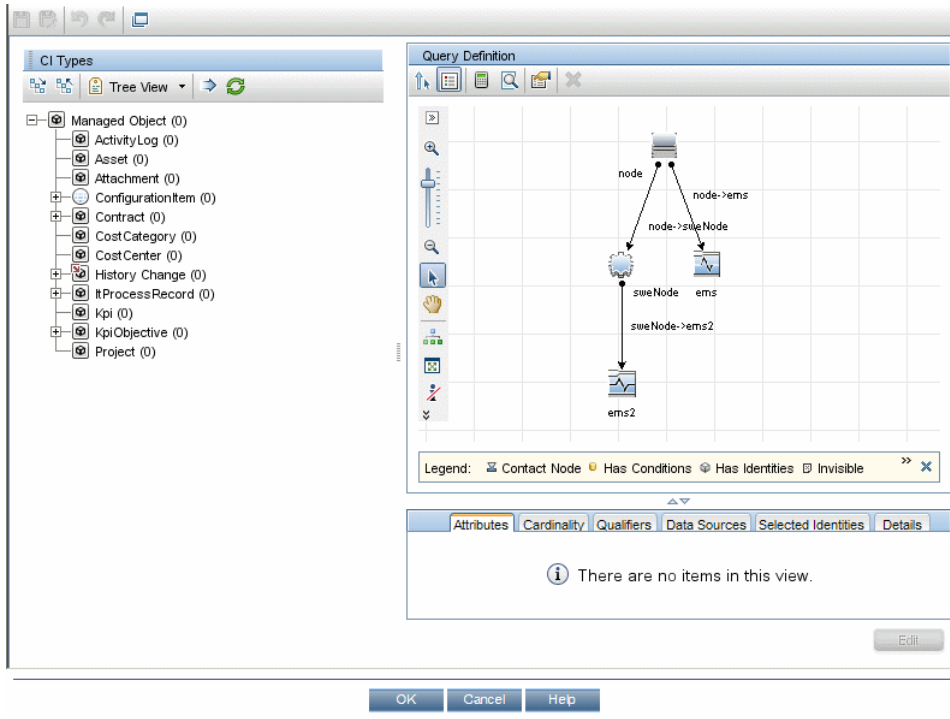 CI Types
Tree View
Managed Object (0)
ActivityLog (0)
Asset (0)
Attachment (0)
ConfigurationItem (0)
Contract (0)
CostCategory (0)
CostCenter (0)
History Change (0)
ItProcessRecord (0)
Kpi (0)
KpiObjective (0)
Project (0)
Query Definition
node
node->ems
node->sweNode
sweNode ems
sweNode->ems2
ems2
Legend: Contact Node Has Conditions Has Identities Invisible
Attributes Cardinality Qualifiers Data Sources Selected Identities Details
There are no items in this view.
Edit
OK Cancel Help